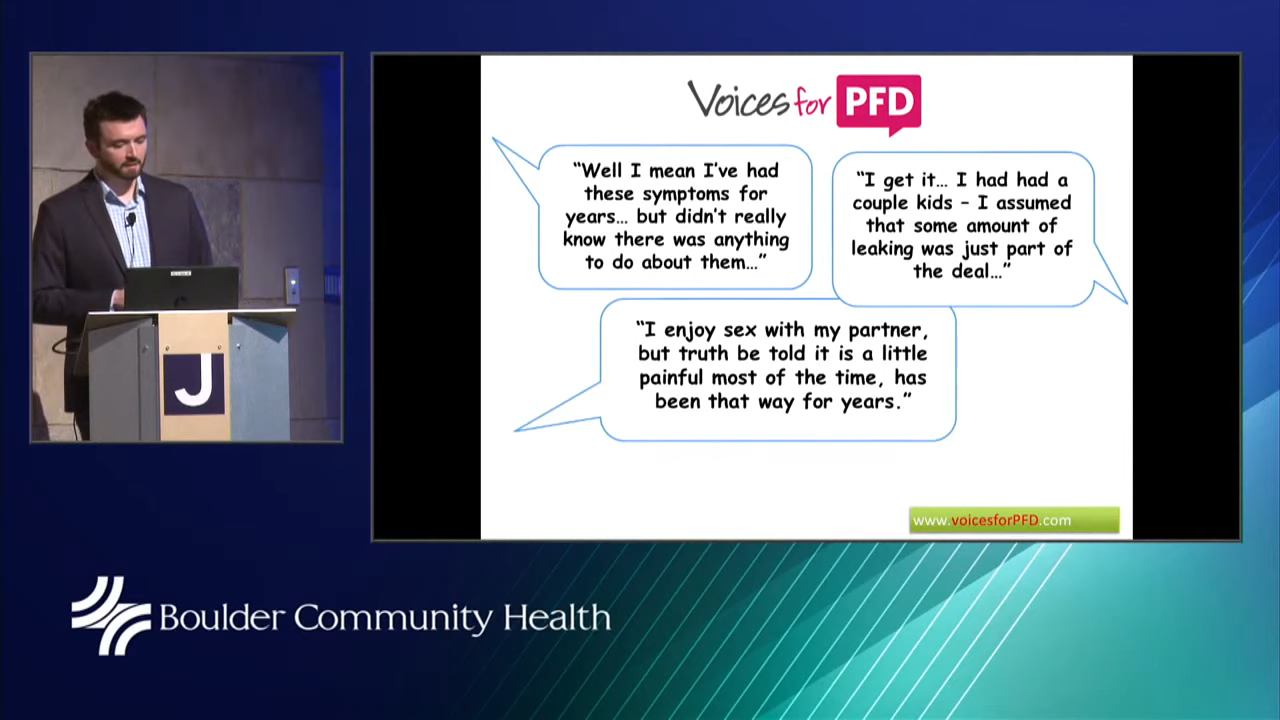 Voices for PFD
“Well I mean I’ve had
these symptoms for
years… but didn’t really
know there was anything
to do about them…”
“I get it… I had had a
couple kids – I assumed
that some amount of
leaking was just part of
the deal…”
“I enjoy sex with my partner,
but truth be told it is a little
painful most of the time, has
been that way for years.”
www.voicesforPFD.com
J
Boulder Community Health